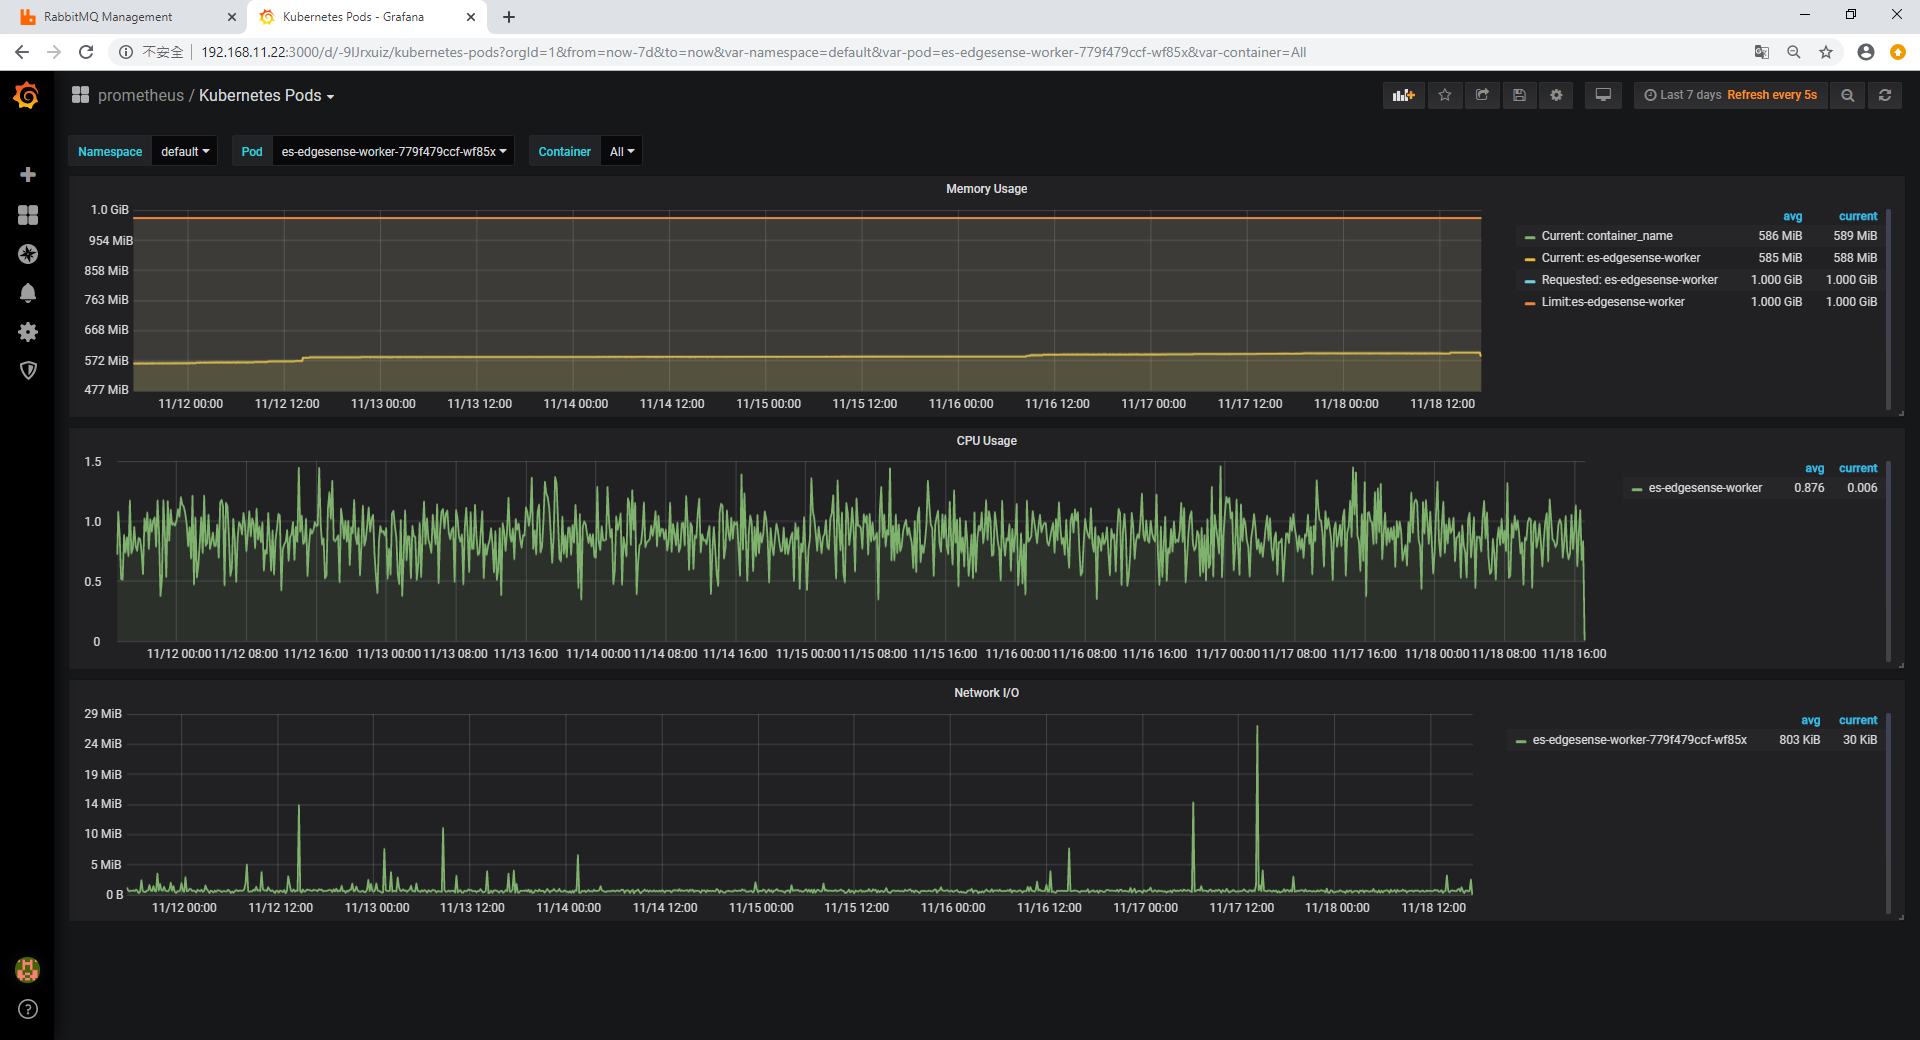 RabbitMQ Management
Kubernetes Pods - Grafana
不安全
192.168.11.22:3000/d/-9IJrxuiz/kubernetes-pods?orgId=1&from=now-7d&to=now&var-namespace=default&var-pod=es-edgesense-worker-779f479ccf-wf85x&var-container=All
prometheus / Kubernetes Pods
Last 7 days Refresh every 5s
Namespace default Pod es-edgesense-worker-779f479ccf-wf85x Container All
Memory Usage
1.0 GiB
954 MiB
858 MiB
763 MiB
668 MiB
572 MiB
477 MiB
11/12 00:00 11/12 12:00 11/13 00:00 11/13 12:00 11/14 00:00 11/14 12:00 11/15 00:00 11/15 12:00 11/16 00:00 11/16 12:00 11/17 00:00 11/17 12:00 11/18 00:00 11/18 12:00
avg current
Current: container_name 586 MiB 589 MiB
Current: es-edgesense-worker 585 MiB 588 MiB
Requested: es-edgesense-worker 1.000 GiB 1.000 GiB
Limit:es-edgesense-worker 1.000 GiB 1.000 GiB
CPU Usage
1.5
1.0
0.5
0
11/12 00:00 11/12 08:00 11/12 16:00 11/13 00:00 11/13 08:00 11/13 16:00 11/14 00:00 11/14 08:00 11/14 16:00 11/15 00:00 11/15 08:00 11/15 16:00 11/16 00:00 11/16 08:00 11/16 16:00 11/17 00:00 11/17 08:00 11/17 16:00 11/18 00:00 11/18 08:00 11/18 16:00
avg current
es-edgesense-worker 0.876 0.006
Network I/O
29 MiB
24 MiB
19 MiB
14 MiB
10 MiB
5 MiB
0 B
11/12 00:00 11/12 12:00 11/13 00:00 11/13 12:00 11/14 00:00 11/14 12:00 11/15 00:00 11/15 12:00 11/16 00:00 11/16 12:00 11/17 00:00 11/17 12:00 11/18 00:00 11/18 12:00
avg current
es-edgesense-worker-779f479ccf-wf85x 803 KiB 30 KiB